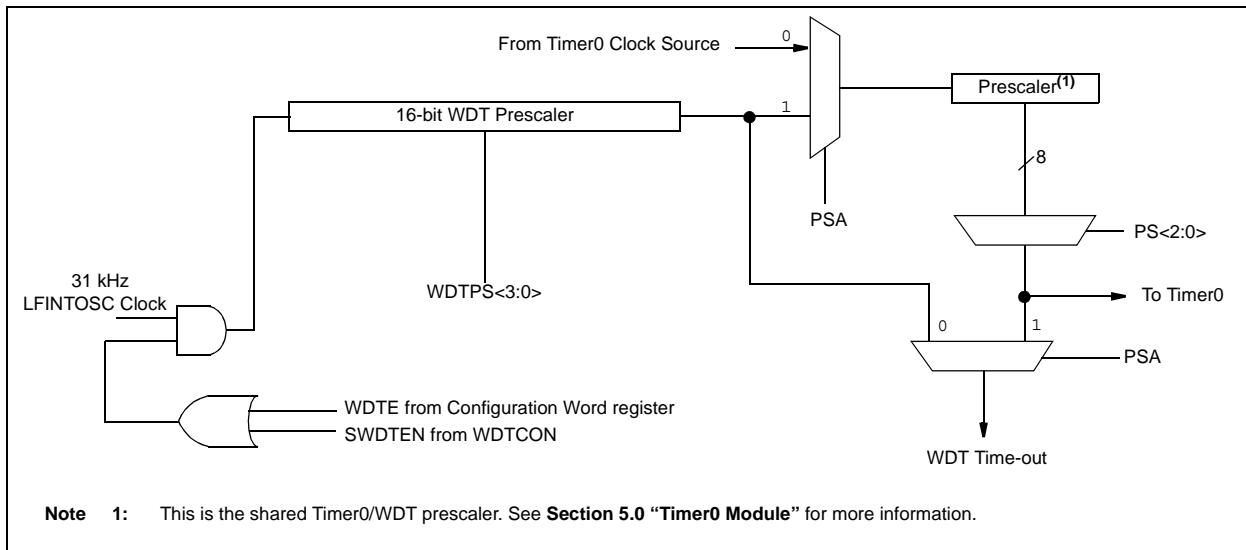 From Timer0 Clock Source
0
Prescaler(1)
16-bit WDT Prescaler
1
8
PSA
PS<2:0>
31 kHz
LFINTOSC Clock
WDTPS<3:0>
To Timer0
0
1
PSA
WDTE from Configuration Word register
SWDTEN from WDTCON
WDT Time-out
Note 1: This is the shared Timer0/WDT prescaler. See Section 5.0 “Timer0 Module” for more information.